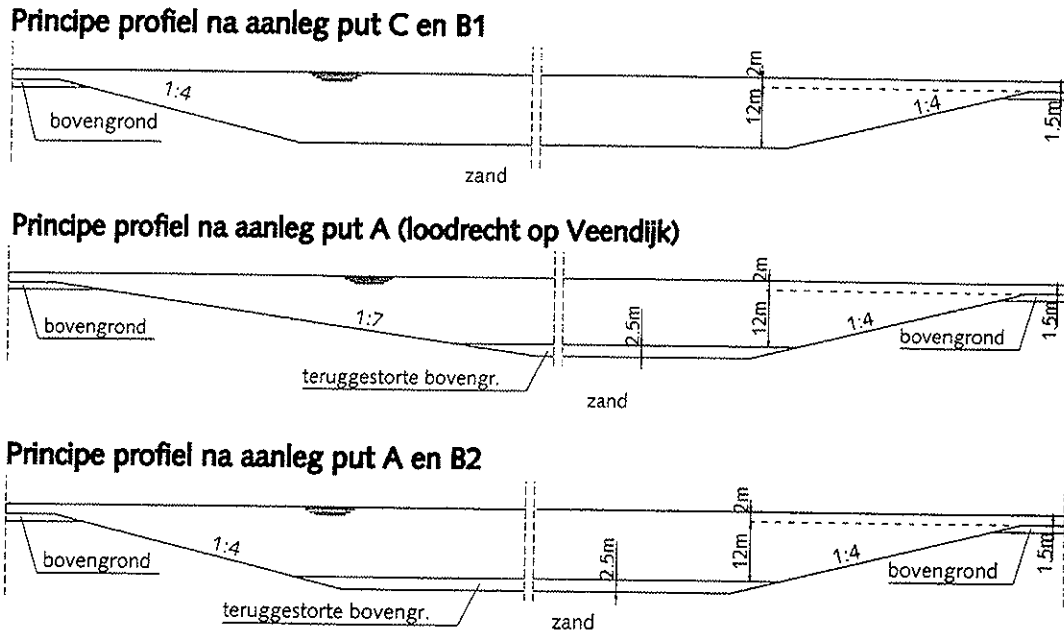 Principe profiel na aanleg put C en B1
1:4
bovengrond
2m
12m
1:4
1.5m
zand
Principe profiel na aanleg put A (loodrecht op Veendijk)
bovengrond
1:7
2.5m
2m
12m
1:4
bovengrond
1.5m
teruggestorte bovengr.
zand
Principe profiel na aanleg put A en B2
bovengrond
1:4
2.5m
2m
12m
1:4
bovengrond
1.5m
teruggestorte bovengr.
zand